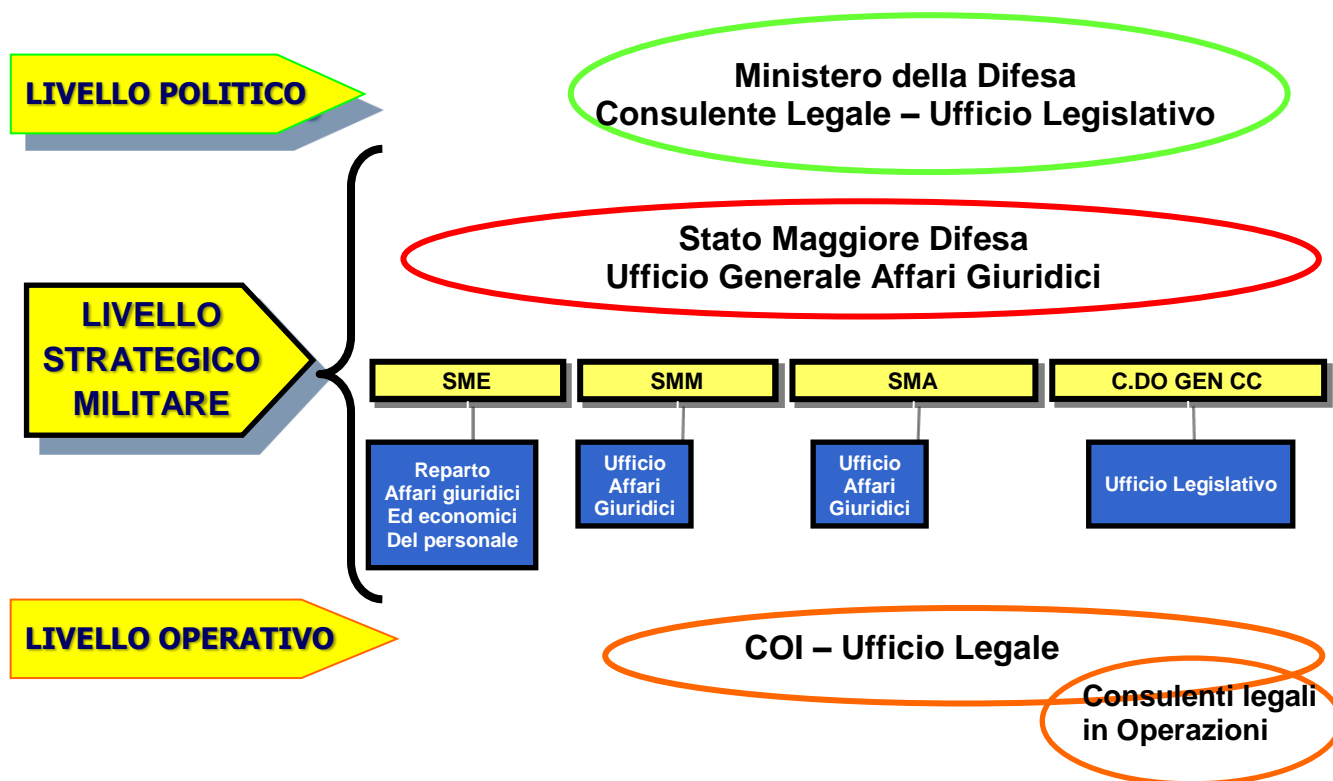 LIVELLO POLITICO
Ministero della Difesa
Consulente Legale – Ufficio Legislativo
Stato Maggiore Difesa
Ufficio Generale Affari Giuridici
LIVELLO
STRATEGICO
MILITARE
SME
SMM
SMA
C.DO GEN CC
Reparto
Affari giuridici
Ed economici
Del personale
Ufficio
Affari
Giuridici
Ufficio
Affari
Giuridici
Ufficio Legislativo
LIVELLO OPERATIVO
COI – Ufficio Legale
Consulenti legali
in Operazioni